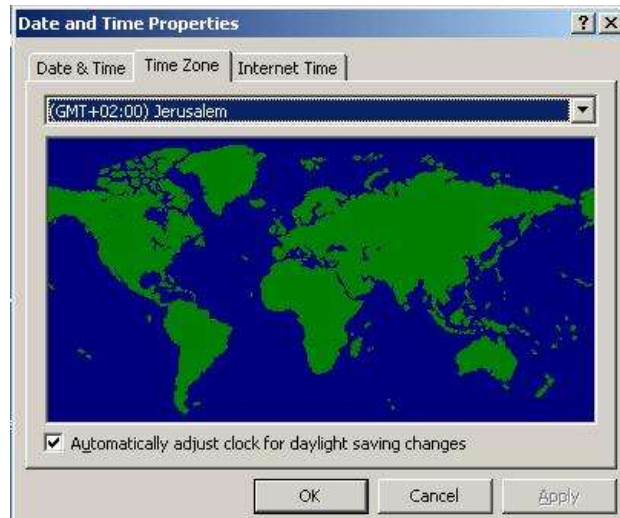 Date and Time Properties
Date & Time
Time Zone
Internet Time
(GMT+02:00) Jerusalem
Automatically adjust clock for daylight saving changes
OK
Cancel
Apply